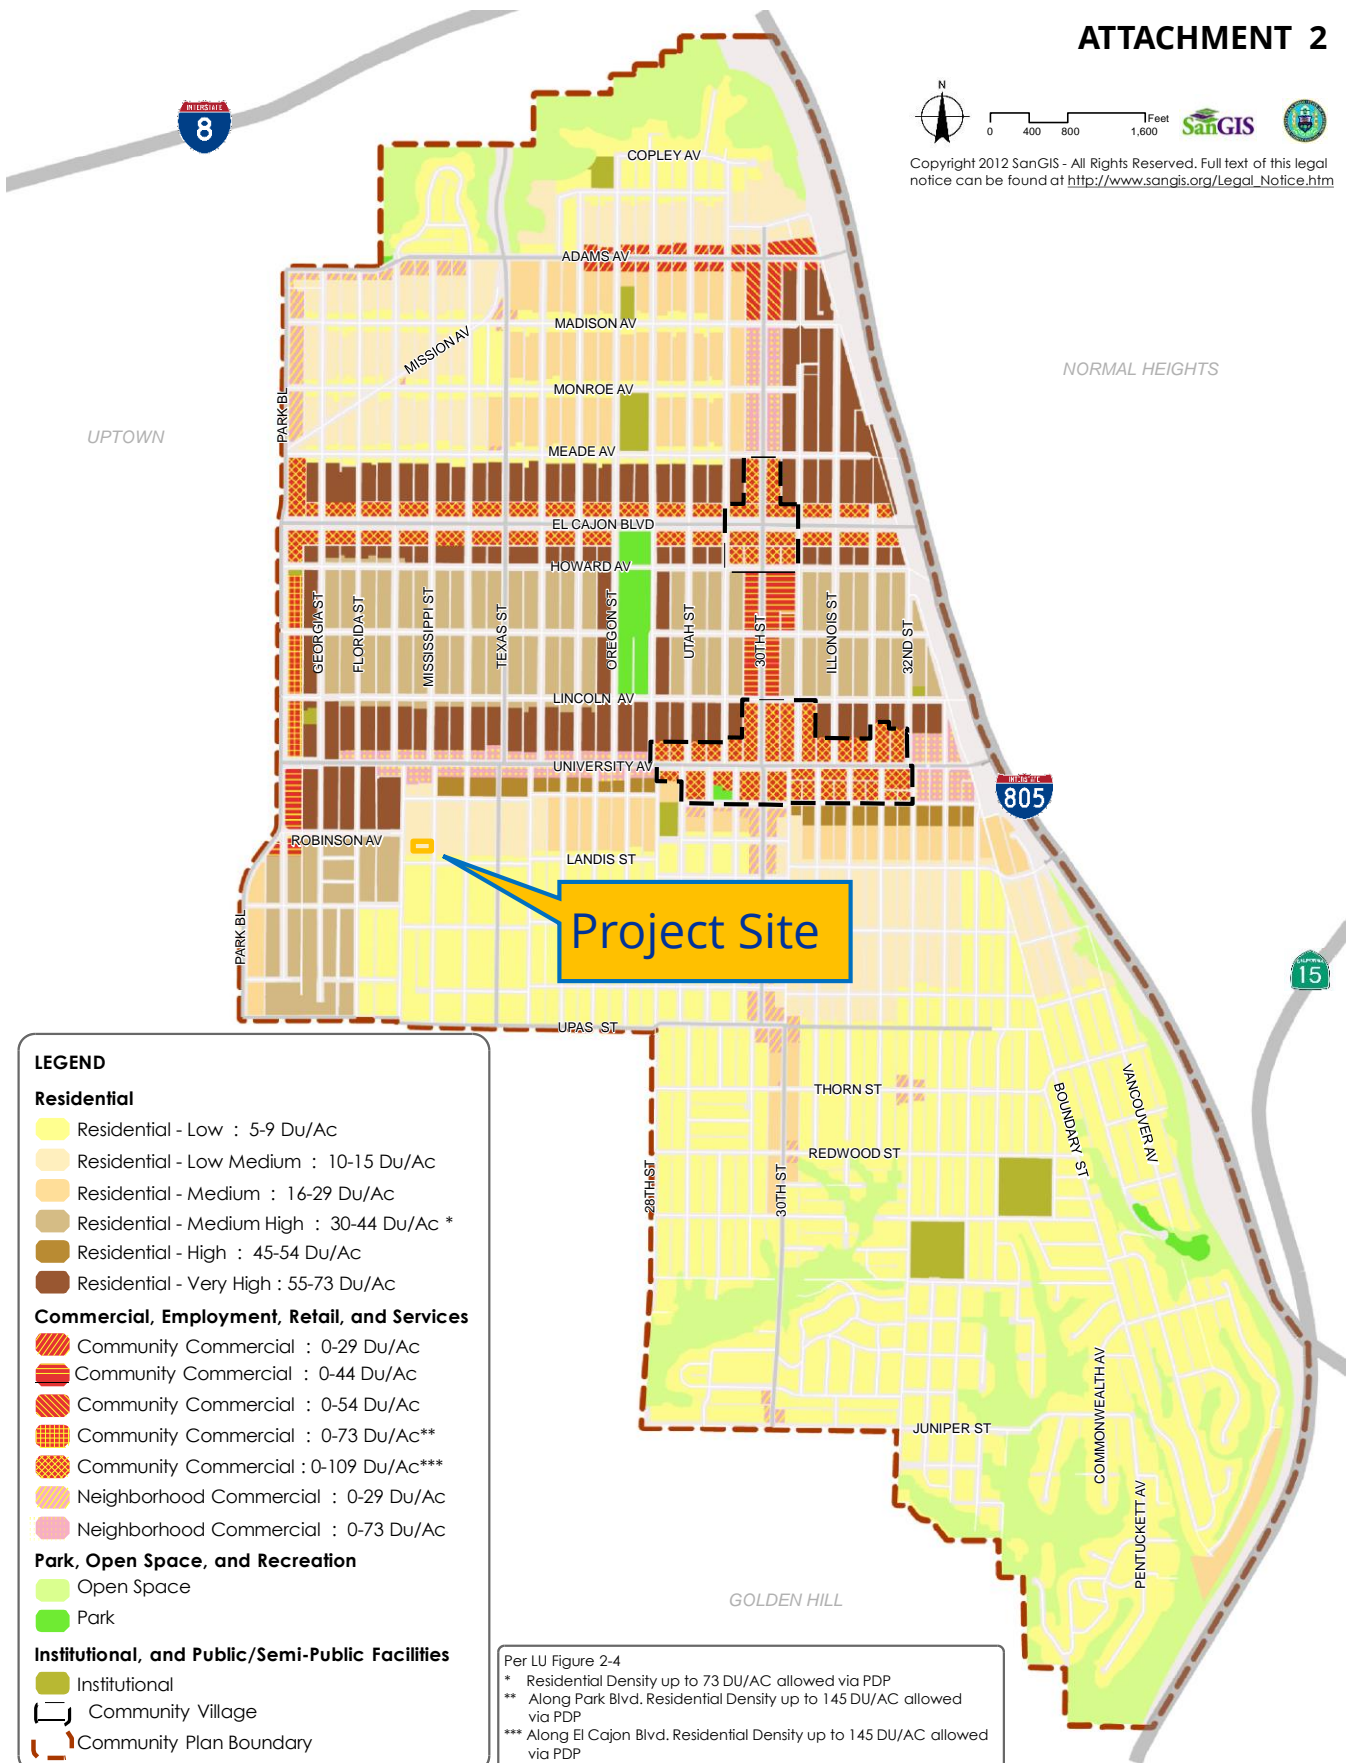 ATTACHMENT 2
N
0 400 800 1,600 Feet
SanGIS
Copyright 2012 SanGIS - All Rights Reserved. Full text of this legal
notice can be found at http://www.sangis.org/Legal_Notice.htm
INTERSTATE
8
COPLEY AV
ADAMS AV
MADISON AV
MISSION AV
NORMAL HEIGHTS
MONROE AV
PARK BL
UPTOWN
MEADE AV
EL CAJON BLVD
HOWARD AV
GEORGIA ST
FLORIDA ST
MISSISSIPPI ST
TEXAS ST
OREGON ST
UTAH ST
30TH ST
ILLONOIS ST
32ND ST
LINCOLN AV
UNIVERSITY AV
INTERSTATE
805
ROBINSON AV
LANDIS ST
Project Site
PARK BL
CALIFORNIA
15
UPAS ST
THORN ST
BOUNDARY ST
VANCOUVER AV
REDWOOD ST
28TH ST
30TH ST
COMMONWEALTH AV
JUNIPER ST
PENTUCKETT AV
GOLDEN HILL
LEGEND
Residential
Residential - Low : 5-9 Du/Ac
Residential - Low Medium : 10-15 Du/Ac
Residential - Medium : 16-29 Du/Ac
Residential - Medium High : 30-44 Du/Ac *
Residential - High : 45-54 Du/Ac
Residential - Very High : 55-73 Du/Ac
Commercial, Employment, Retail, and Services
Community Commercial : 0-29 Du/Ac
Community Commercial : 0-44 Du/Ac
Community Commercial : 0-54 Du/Ac
Community Commercial : 0-73 Du/Ac**
Community Commercial : 0-109 Du/Ac***
Neighborhood Commercial : 0-29 Du/Ac
Neighborhood Commercial : 0-73 Du/Ac
Park, Open Space, and Recreation
Open Space
Park
Institutional, and Public/Semi-Public Facilities
Institutional
Community Village
Community Plan Boundary
Per LU Figure 2-4
* Residential Density up to 73 DU/AC allowed via PDP
** Along Park Blvd. Residential Density up to 145 DU/AC allowed
via PDP
*** Along El Cajon Blvd. Residential Density up to 145 DU/AC allowed
via PDP